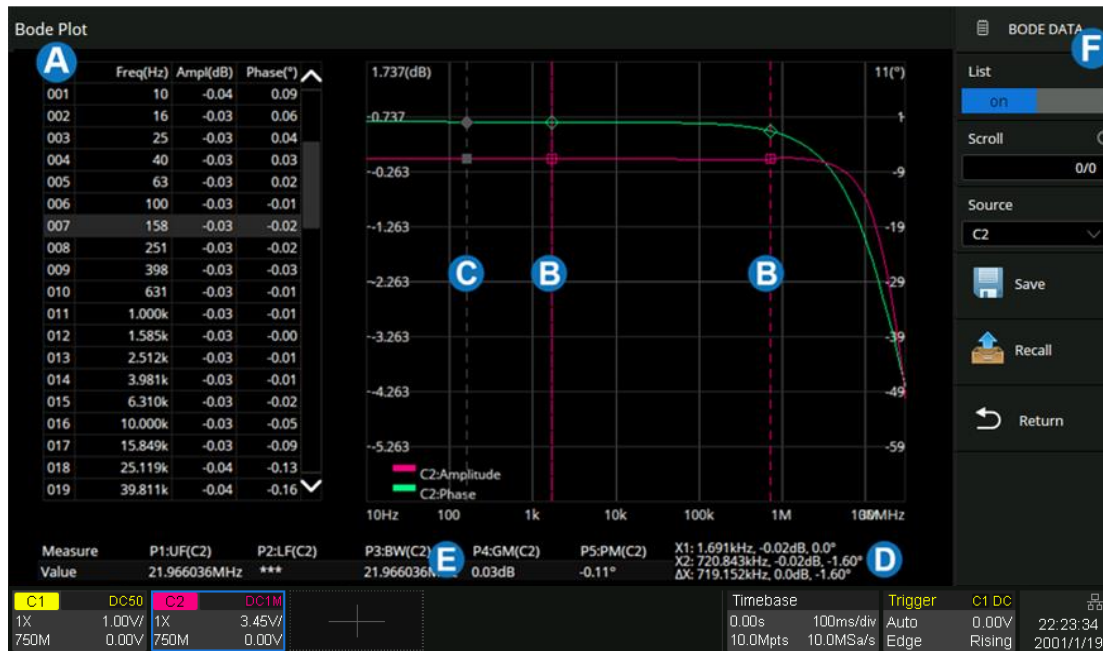 Bode Plot
BODE DATA
A
F
Freq(Hz) Ampl(dB) Phase(°)
001 10 -0.04 0.09
002 16 -0.03 0.06
003 25 -0.03 0.04
004 40 -0.03 0.03
005 63 -0.03 0.02
006 100 -0.03 -0.01
007 158 -0.03 -0.02
008 251 -0.03 -0.02
009 398 -0.03 -0.03
010 631 -0.03 -0.01
011 1.000k -0.03 -0.01
012 1.585k -0.03 -0.00
013 2.512k -0.03 -0.01
014 3.981k -0.03 -0.01
015 6.310k -0.03 -0.02
016 10.000k -0.03 -0.05
017 15.849k -0.03 -0.09
018 25.119k -0.04 -0.13
019 39.811k -0.04 -0.16
1.737(dB) 11(°)
-0.737 1
-0.263 -9
-1.263 -19
C B B
-2.263 -29
-3.263 -39
-4.263 -49
-5.263 -59
C2:Amplitude
C2:Phase
10Hz 100 1k 10k 100k 1M MHz
List
on
Scroll
0/0
Source
C2
Save
Recall
Return
Measure P1:UF(C2) P2:LF(C2) P3:BW(C2) P4:GM(C2) P5:PM(C2)
Value 21.966036MHz *** 21.966036M 0.03dB -0.11°
E
X1: 1.691kHz, -0.02dB, 0.0°
X2: 720.843kHz, -0.02dB, -1.60°
ΔX: 719.152kHz, 0.0dB, -1.60°
D
C1 DC50
1X 1.00V/
750M 0.00V
C2 DC1M
1X 3.45V/
750M 0.00V
Timebase
0.00s 100ms/div
10.0Mpts 10.0MSa/s
Trigger C1 DC
Auto 0.00V
Edge Rising
22:23:34
2001/1/19